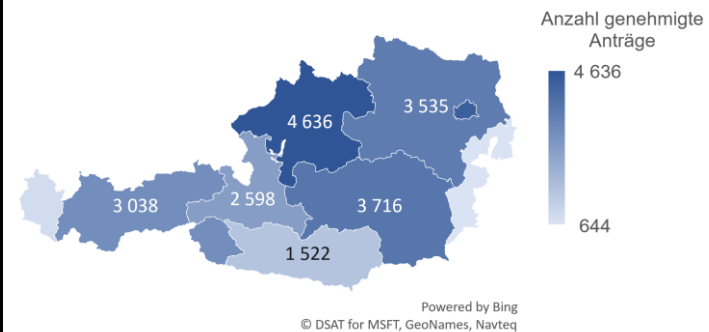 Anzahl genehmigte
Anträge
4 636
644
4 636
3 535
3 038
2 598
3 716
1 522
Powered by Bing
© DSAT for MSFT, GeoNames, Navteq